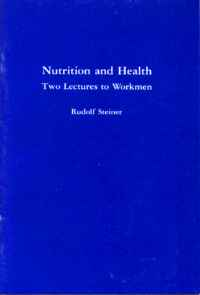 Nutrition and Health
Two Lectures to Workmen
Rudolf Steiner